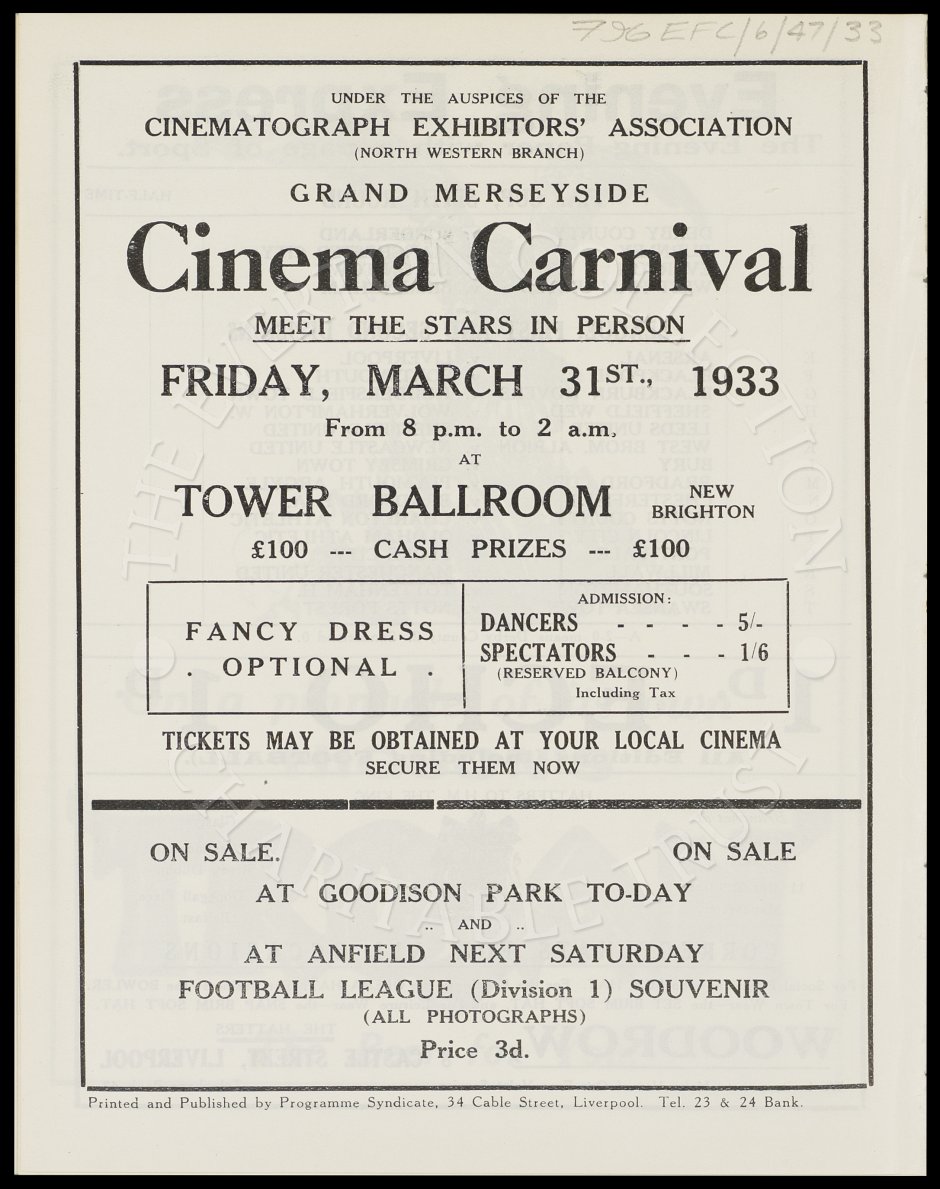 796 EFC/6/47/33
UNDER THE AUSPICES OF THE
CINEMATOGRAPH EXHIBITORS' ASSOCIATION
(NORTH WESTERN BRANCH)
GRAND MERSEYSIDE
Cinema Carnival
MEET THE STARS IN PERSON
FRIDAY, MARCH 31ST., 1933
From 8 p.m. to 2 a.m,
AT
TOWER BALLROOM NEW BRIGHTON
£100 --- CASH PRIZES --- £100
FANCY DRESS
. OPTIONAL .
ADMISSION:
DANCERS - - - - 5/-
SPECTATORS - - - 1/6
(RESERVED BALCONY)
Including Tax
TICKETS MAY BE OBTAINED AT YOUR LOCAL CINEMA
SECURE THEM NOW
ON SALE. ON SALE
AT GOODISON PARK TO-DAY
.. AND ..
AT ANFIELD NEXT SATURDAY
FOOTBALL LEAGUE (Division 1) SOUVENIR
(ALL PHOTOGRAPHS)
Price 3d.
Printed and Published by Programme Syndicate, 34 Cable Street, Liverpool. Tel. 23 & 24 Bank.
THE EVERTON COLLECTION
CHARITABLE TRUST